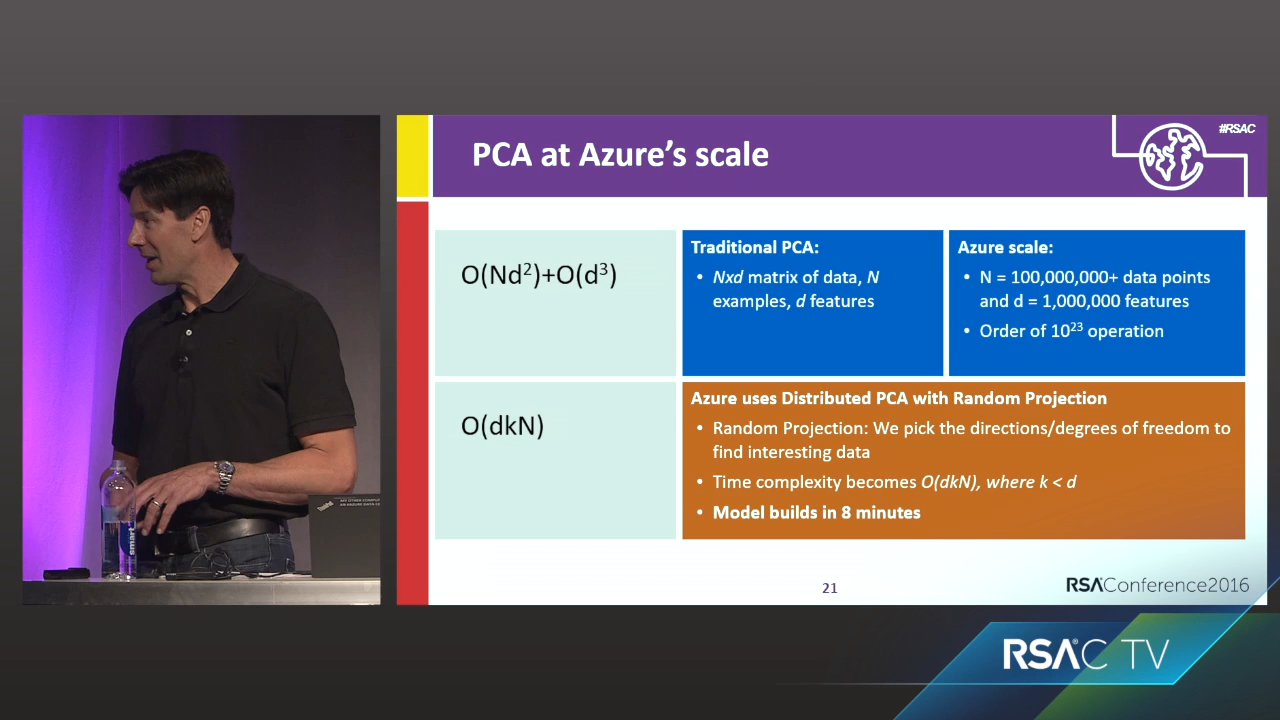 PCA at Azure's scale
#RSAC
O(Nd²)+O(d³)
Traditional PCA:
• Nxd matrix of data, N
examples, d features
Azure scale:
• N = 100,000,000+ data points
and d = 1,000,000 features
• Order of 10²³ operation
O(dkN)
Azure uses Distributed PCA with Random Projection
• Random Projection: We pick the directions/degrees of freedom to
find interesting data
• Time complexity becomes O(dkN), where k < d
• Model builds in 8 minutes
smart
21
RSAConference2016
RSAC TV